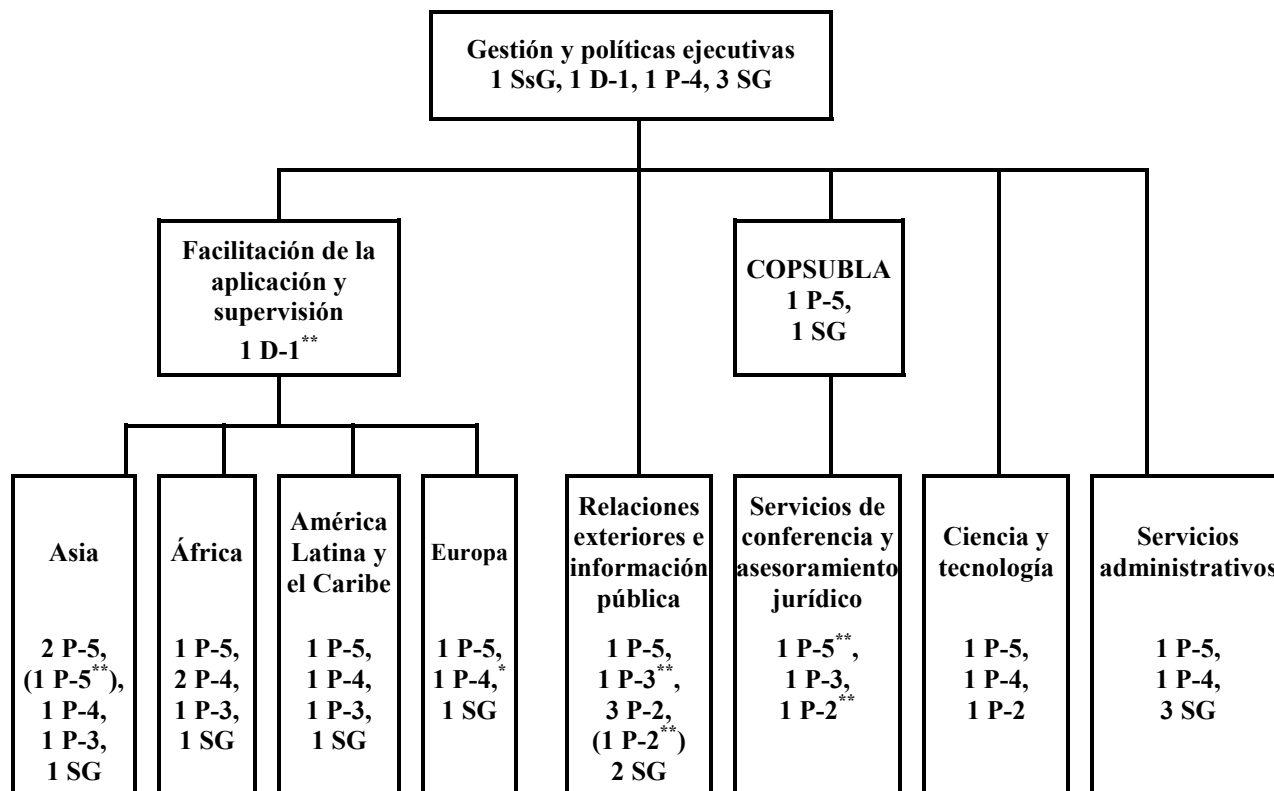 Gestión y políticas ejecutivas
1 SsG, 1 D-1, 1 P-4, 3 SG
Facilitación de la
aplicación y
supervisión
1 D-1**
COPSUBLA
1 P-5,
1 SG
Asia
2 P-5,
(1 P-5**),
1 P-4,
1 P-3,
1 SG
África
1 P-5,
2 P-4,
1 P-3,
1 SG
América
Latina y
el Caribe
1 P-5,
1 P-4,
1 P-3,
1 SG
Europa
1 P-5,
1 P-4,*
1 SG
Relaciones
exteriores e
información
pública
1 P-5,
1 P-3**,
3 P-2,
(1 P-2**)
2 SG
Servicios de
conferencia y
asesoramiento
jurídico
1 P-5**,
1 P-3,
1 P-2**
Ciencia y
tecnología
1 P-5,
1 P-4,
1 P-2
Servicios
administrativos
1 P-5,
1 P-4,
3 SG